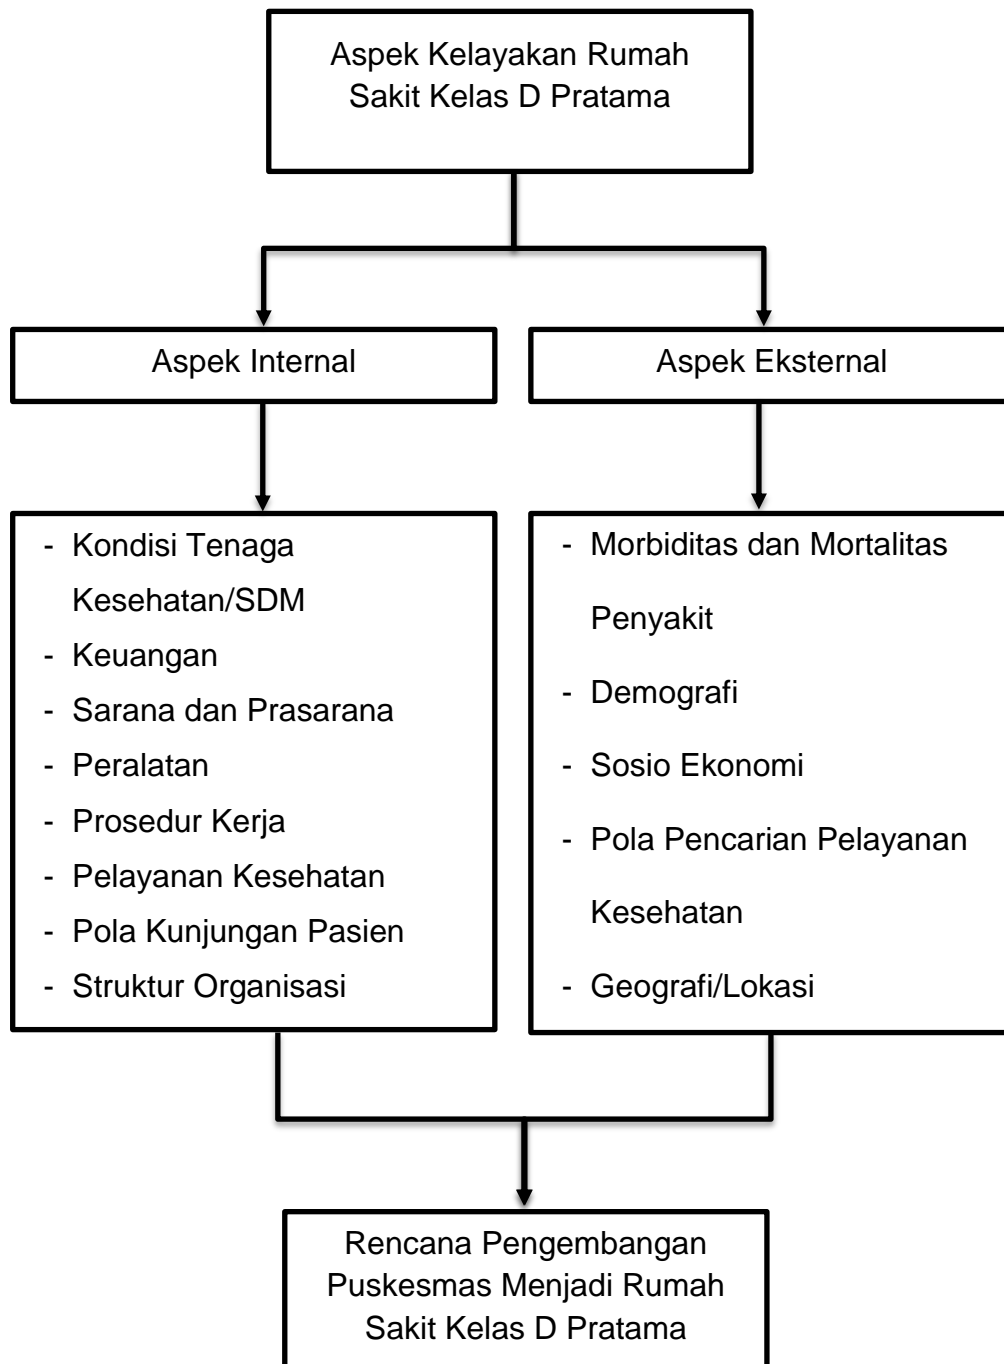 Aspek Kelayakan Rumah
Sakit Kelas D Pratama
Aspek Internal
Aspek Eksternal
- Kondisi Tenaga
Kesehatan/SDM
- Keuangan
- Sarana dan Prasarana
- Peralatan
- Prosedur Kerja
- Pelayanan Kesehatan
- Pola Kunjungan Pasien
- Struktur Organisasi
- Morbiditas dan Mortalitas
Penyakit
- Demografi
- Sosio Ekonomi
- Pola Pencarian Pelayanan
Kesehatan
- Geografi/Lokasi
Rencana Pengembangan
Puskesmas Menjadi Rumah
Sakit Kelas D Pratama